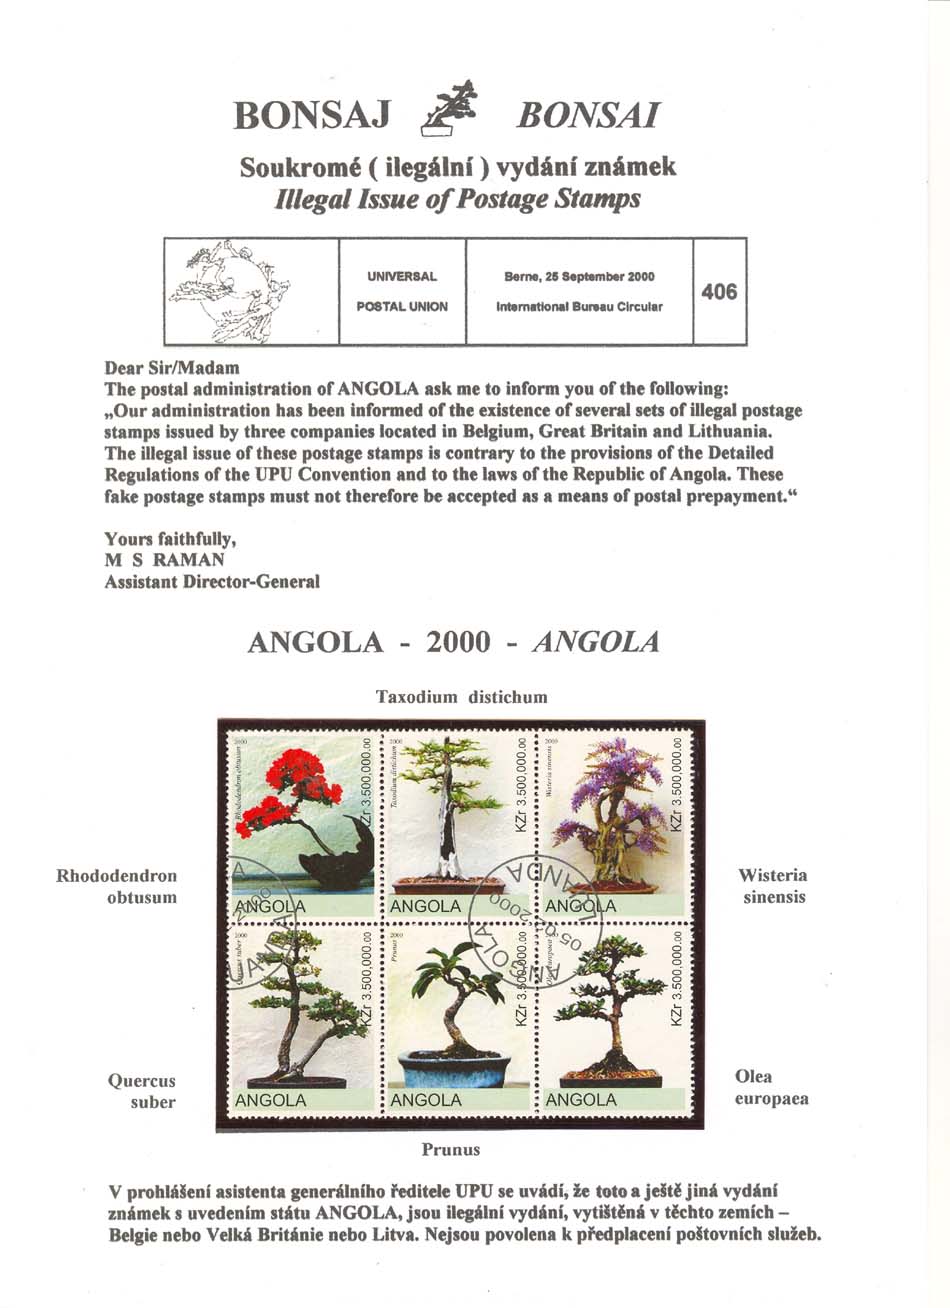 BONSAJ BONSAI
Soukromé ( ilegální ) vydání známek
Illegal Issue of Postage Stamps
UNIVERSAL
POSTAL UNION
Berne, 25 September 2000
International Bureau Circular
406
Dear Sir/Madam
The postal administration of ANGOLA ask me to inform you of the following:
„Our administration has been informed of the existence of several sets of illegal postage
stamps issued by three companies located in Belgium, Great Britain and Lithuania.
The illegal issue of these postage stamps is contrary to the provisions of the Detailed
Regulations of the UPU Convention and to the laws of the Republic of Angola. These
fake postage stamps must not therefore be accepted as a means of postal prepayment.“
Yours faithfully,
M S RAMAN
Assistant Director-General
ANGOLA - 2000 - ANGOLA
Taxodium distichum
Rhododendron
obtusum
2000
Rhododendron obtusum
KZr 3.500,000.00
ANGOLA
Taxodium distichum
KZr 3.500,000.00
ANGOLA
2000
Wisteria sinensis
KZr 3.500,000.00
ANGOLA
Wisteria
sinensis
Quercus
suber
2000
Quercus suber
KZr 3.500,000.00
ANGOLA
2000
Prunus
KZr 3.500,000.00
ANGOLA
Olea europaea
KZr 3.500,000.00
ANGOLA
2000
ANDA
ANGOLA
2000
Olea
europaea
Prunus
V prohlášení asistenta generálního ředitele UPU se uvádí, že toto a ještě jiná vydání
známek s uvedením státu ANGOLA, jsou ilegální vydání, vytištěná v těchto zemích –
Belgie nebo Velká Británie nebo Litva. Nejsou povolena k předplacení poštovních služeb.